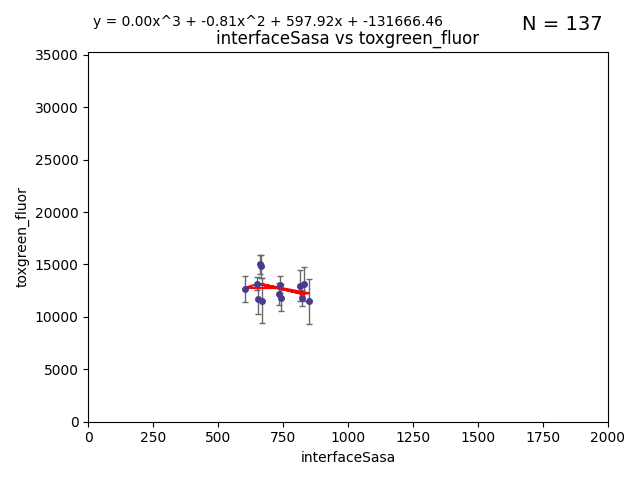 y = 0.00x^3 + -0.81x^2 + 597.92x + -131666.46
N = 137
interfaceSasa vs toxgreen_fluor
toxgreen_fluor
35000
30000
25000
20000
15000
10000
5000
0
0 250 500 750 1000 1250 1500 1750 2000
interfaceSasa